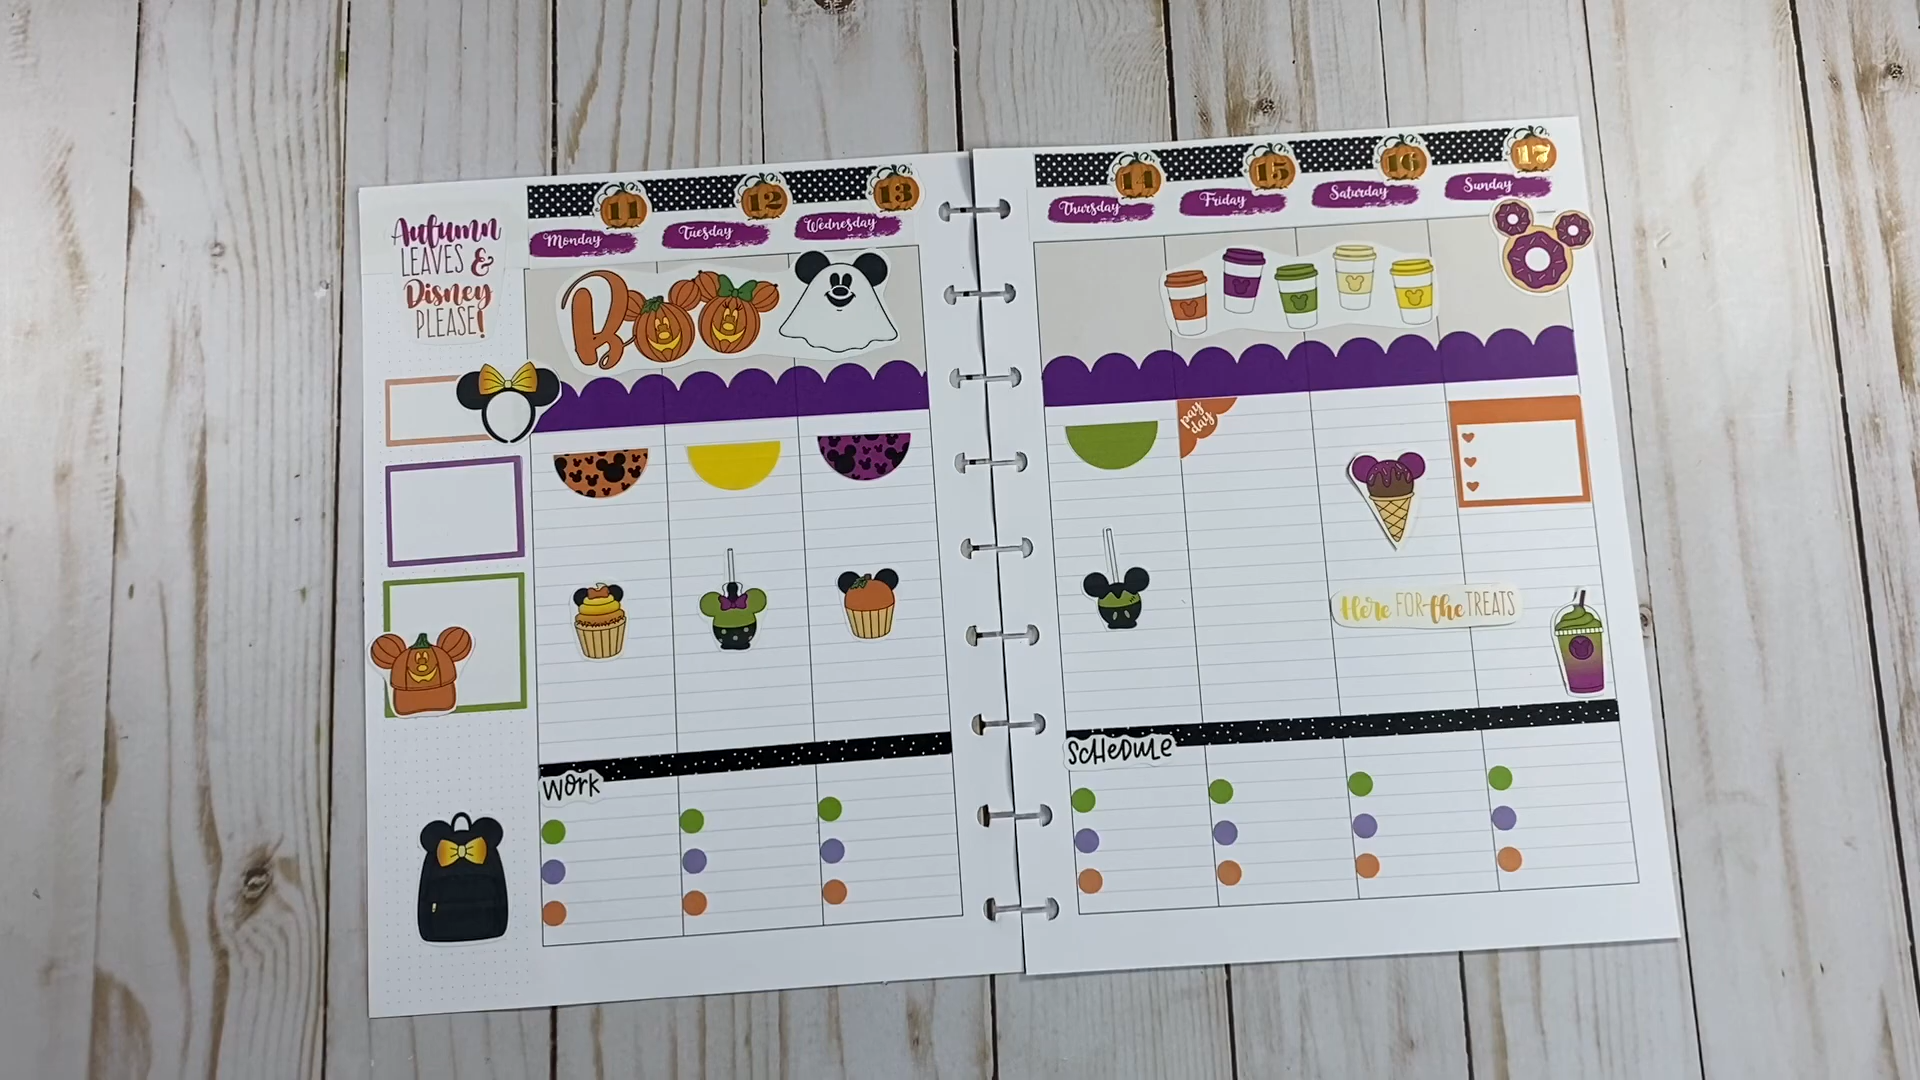 Autumn
LEAVES &
Disney
PLEASE!
11
12
13
Monday
Tuesday
Wednesday
14
15
16
17
Thursday
Friday
Saturday
Sunday
BOO
pay
day
Here FOR the TREATS
Work
SCHeDuLe